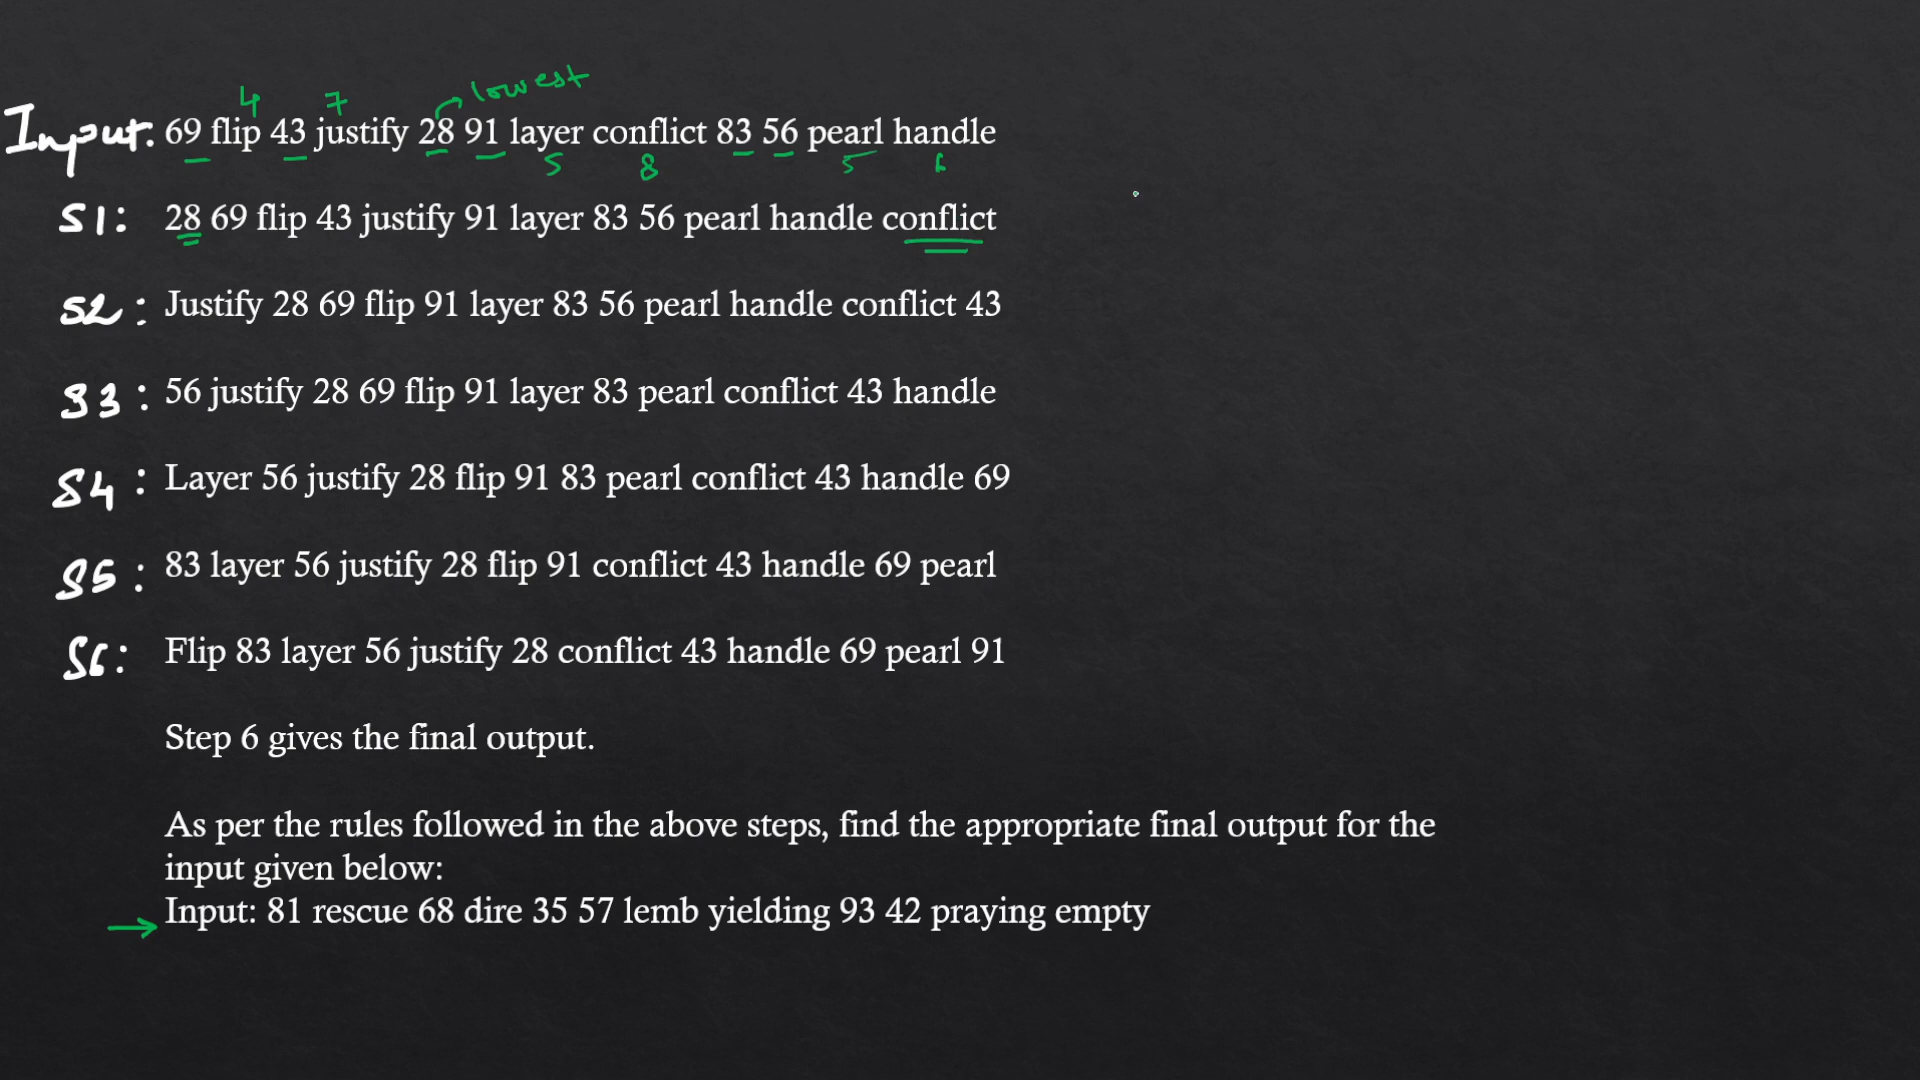 4 7 lowest
Input: 69 flip 43 justify 28 91 layer conflict 83 56 pearl handle
5 8 5 6
S1: 28 69 flip 43 justify 91 layer 83 56 pearl handle conflict
S2: Justify 28 69 flip 91 layer 83 56 pearl handle conflict 43
S3: 56 justify 28 69 flip 91 layer 83 pearl conflict 43 handle
S4: Layer 56 justify 28 flip 91 83 pearl conflict 43 handle 69
S5: 83 layer 56 justify 28 flip 91 conflict 43 handle 69 pearl
S6: Flip 83 layer 56 justify 28 conflict 43 handle 69 pearl 91
Step 6 gives the final output.
As per the rules followed in the above steps, find the appropriate final output for the
input given below:
Input: 81 rescue 68 dire 35 57 lemb yielding 93 42 praying empty